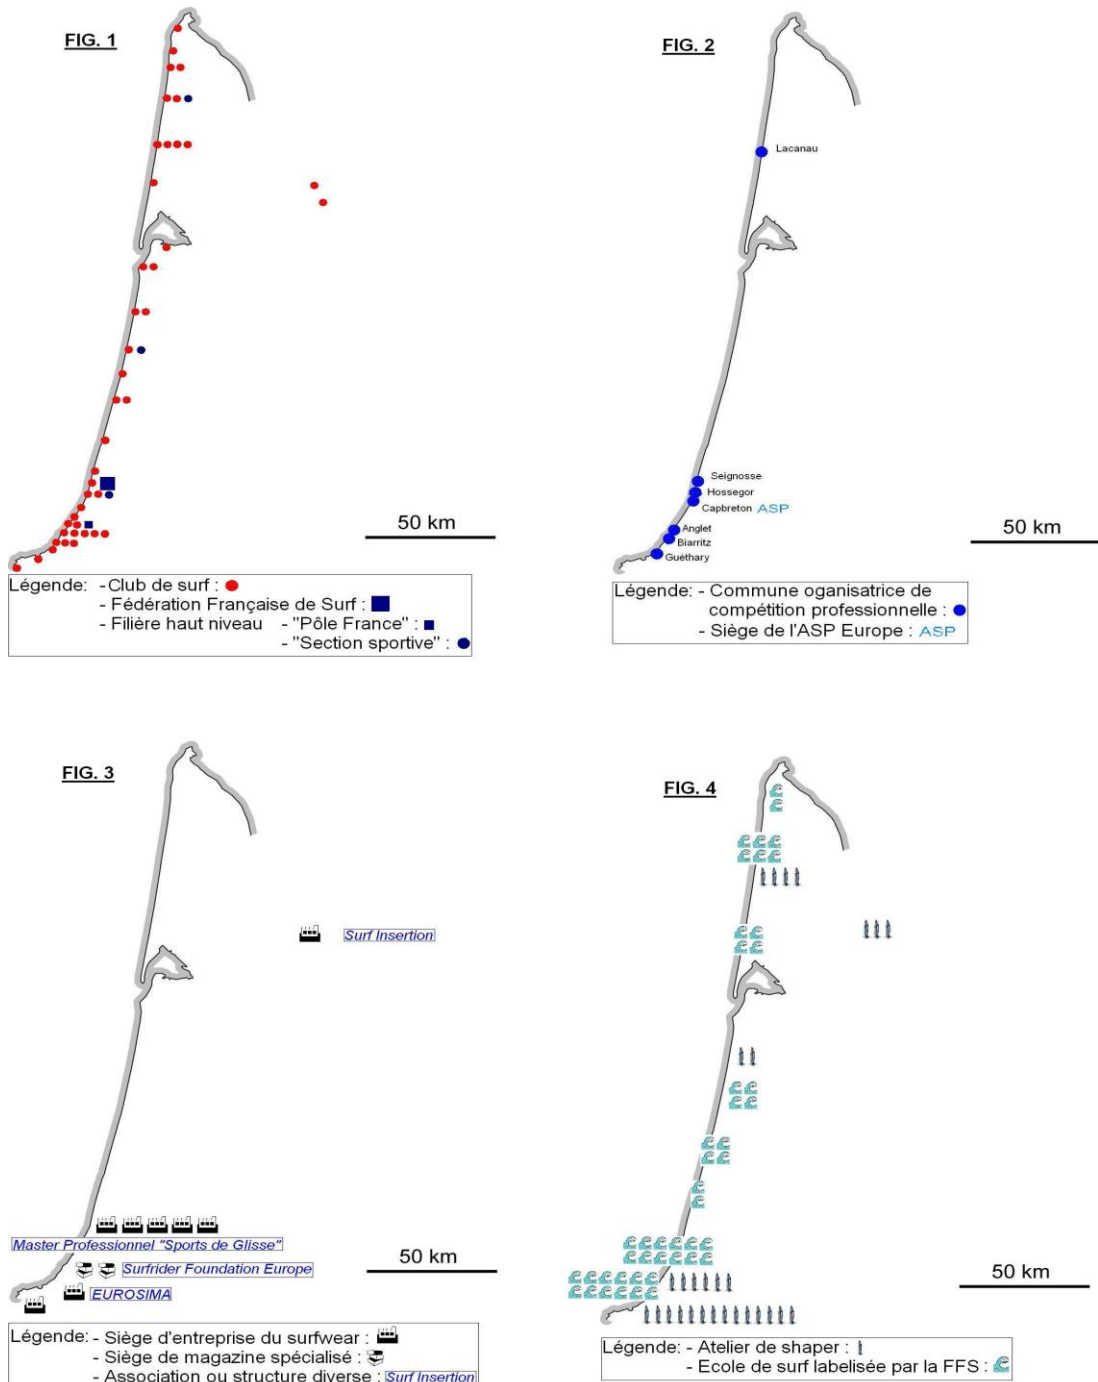 FIG. 1
50 km
Légende: -Club de surf :
- Fédération Française de Surf :
- Filière haut niveau - "Pôle France" :
- "Section sportive" :
FIG. 2
Lacanau
Seignosse
Hossegor
Capbreton ASP
Anglet
Biarritz
Guéthary
50 km
Légende: - Commune oganisatrice de
compétition professionnelle :
- Siège de l'ASP Europe : ASP
FIG. 3
Surf Insertion
Master Professionnel "Sports de Glisse"
Surfrider Foundation Europe
EUROSIMA
50 km
Légende: - Siège d'entreprise du surfwear :
- Siège de magazine spécialisé :
- Association ou structure diverse : Surf Insertion
FIG. 4
50 km
Légende: - Atelier de shaper :
- Ecole de surf labelisée par la FFS :